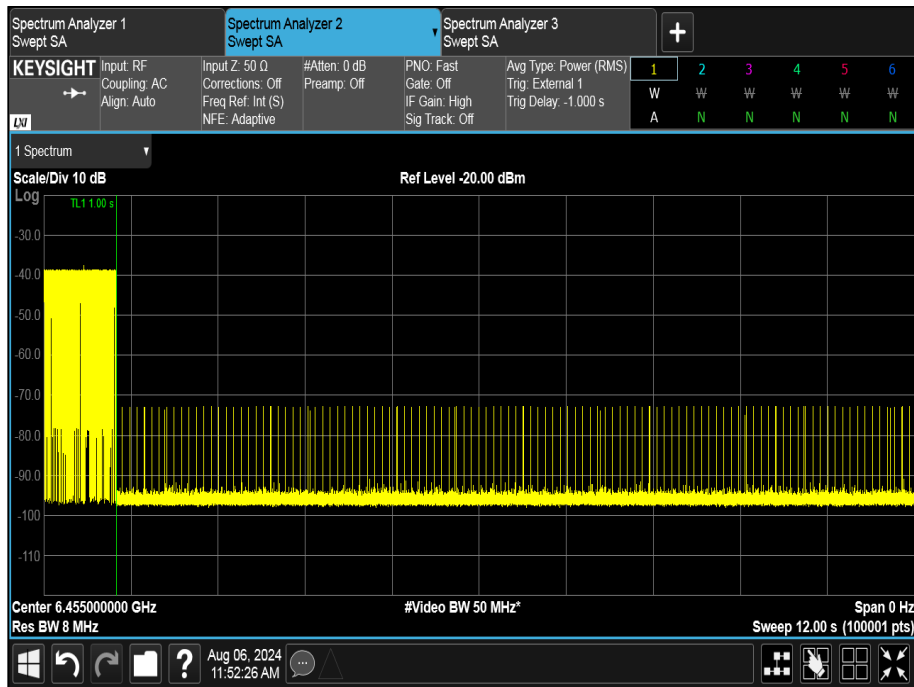 Spectrum Analyzer 1
Swept SA
Spectrum Analyzer 2
Swept SA
Spectrum Analyzer 3
Swept SA
+
KEYSIGHT
LXI
Input: RF
Coupling: AC
Align: Auto
Input Z: 50 Ω
Corrections: Off
Freq Ref: Int (S)
NFE: Adaptive
#Atten: 0 dB
Preamp: Off
PNO: Fast
Gate: Off
IF Gain: High
Sig Track: Off
Avg Type: Power (RMS)
Trig: External 1
Trig Delay: -1.000 s
1 2 3 4 5 6
W W W W W W
A N N N N N
1 Spectrum
Scale/Div 10 dB
Ref Level -20.00 dBm
Log
TL1 1.00 s
-30.0
-40.0
-50.0
-60.0
-70.0
-80.0
-90.0
-100
-110
Center 6.455000000 GHz
#Video BW 50 MHz*
Span 0 Hz
Res BW 8 MHz
Sweep 12.00 s (100001 pts)
?
Aug 06, 2024
11:52:26 AM